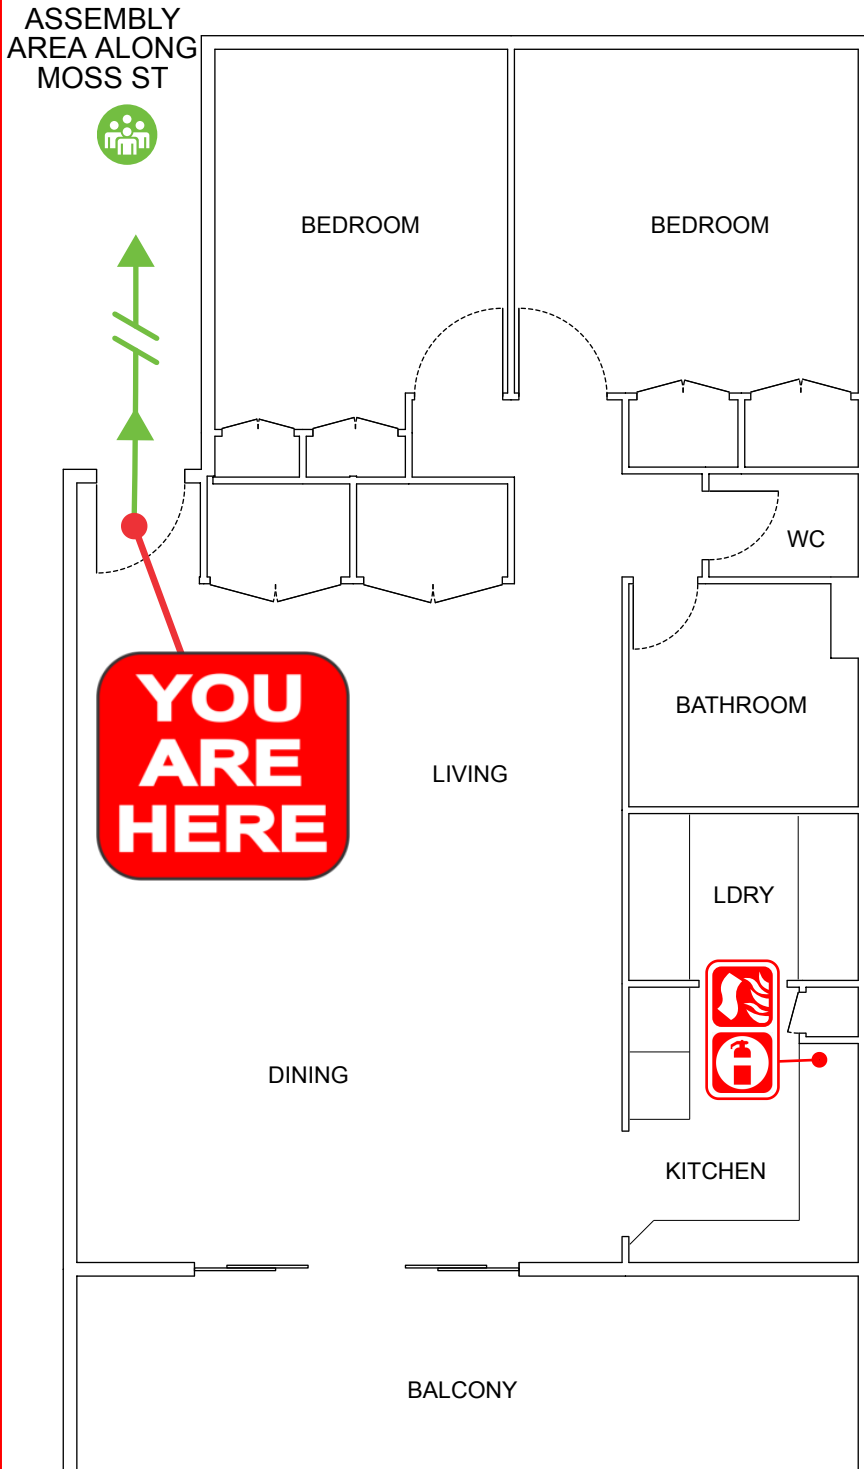 ASSEMBLY
AREA ALONG
MOSS ST
BEDROOM
BEDROOM
WC
BATHROOM
YOU
ARE
HERE
LIVING
LDRY
DINING
KITCHEN
BALCONY